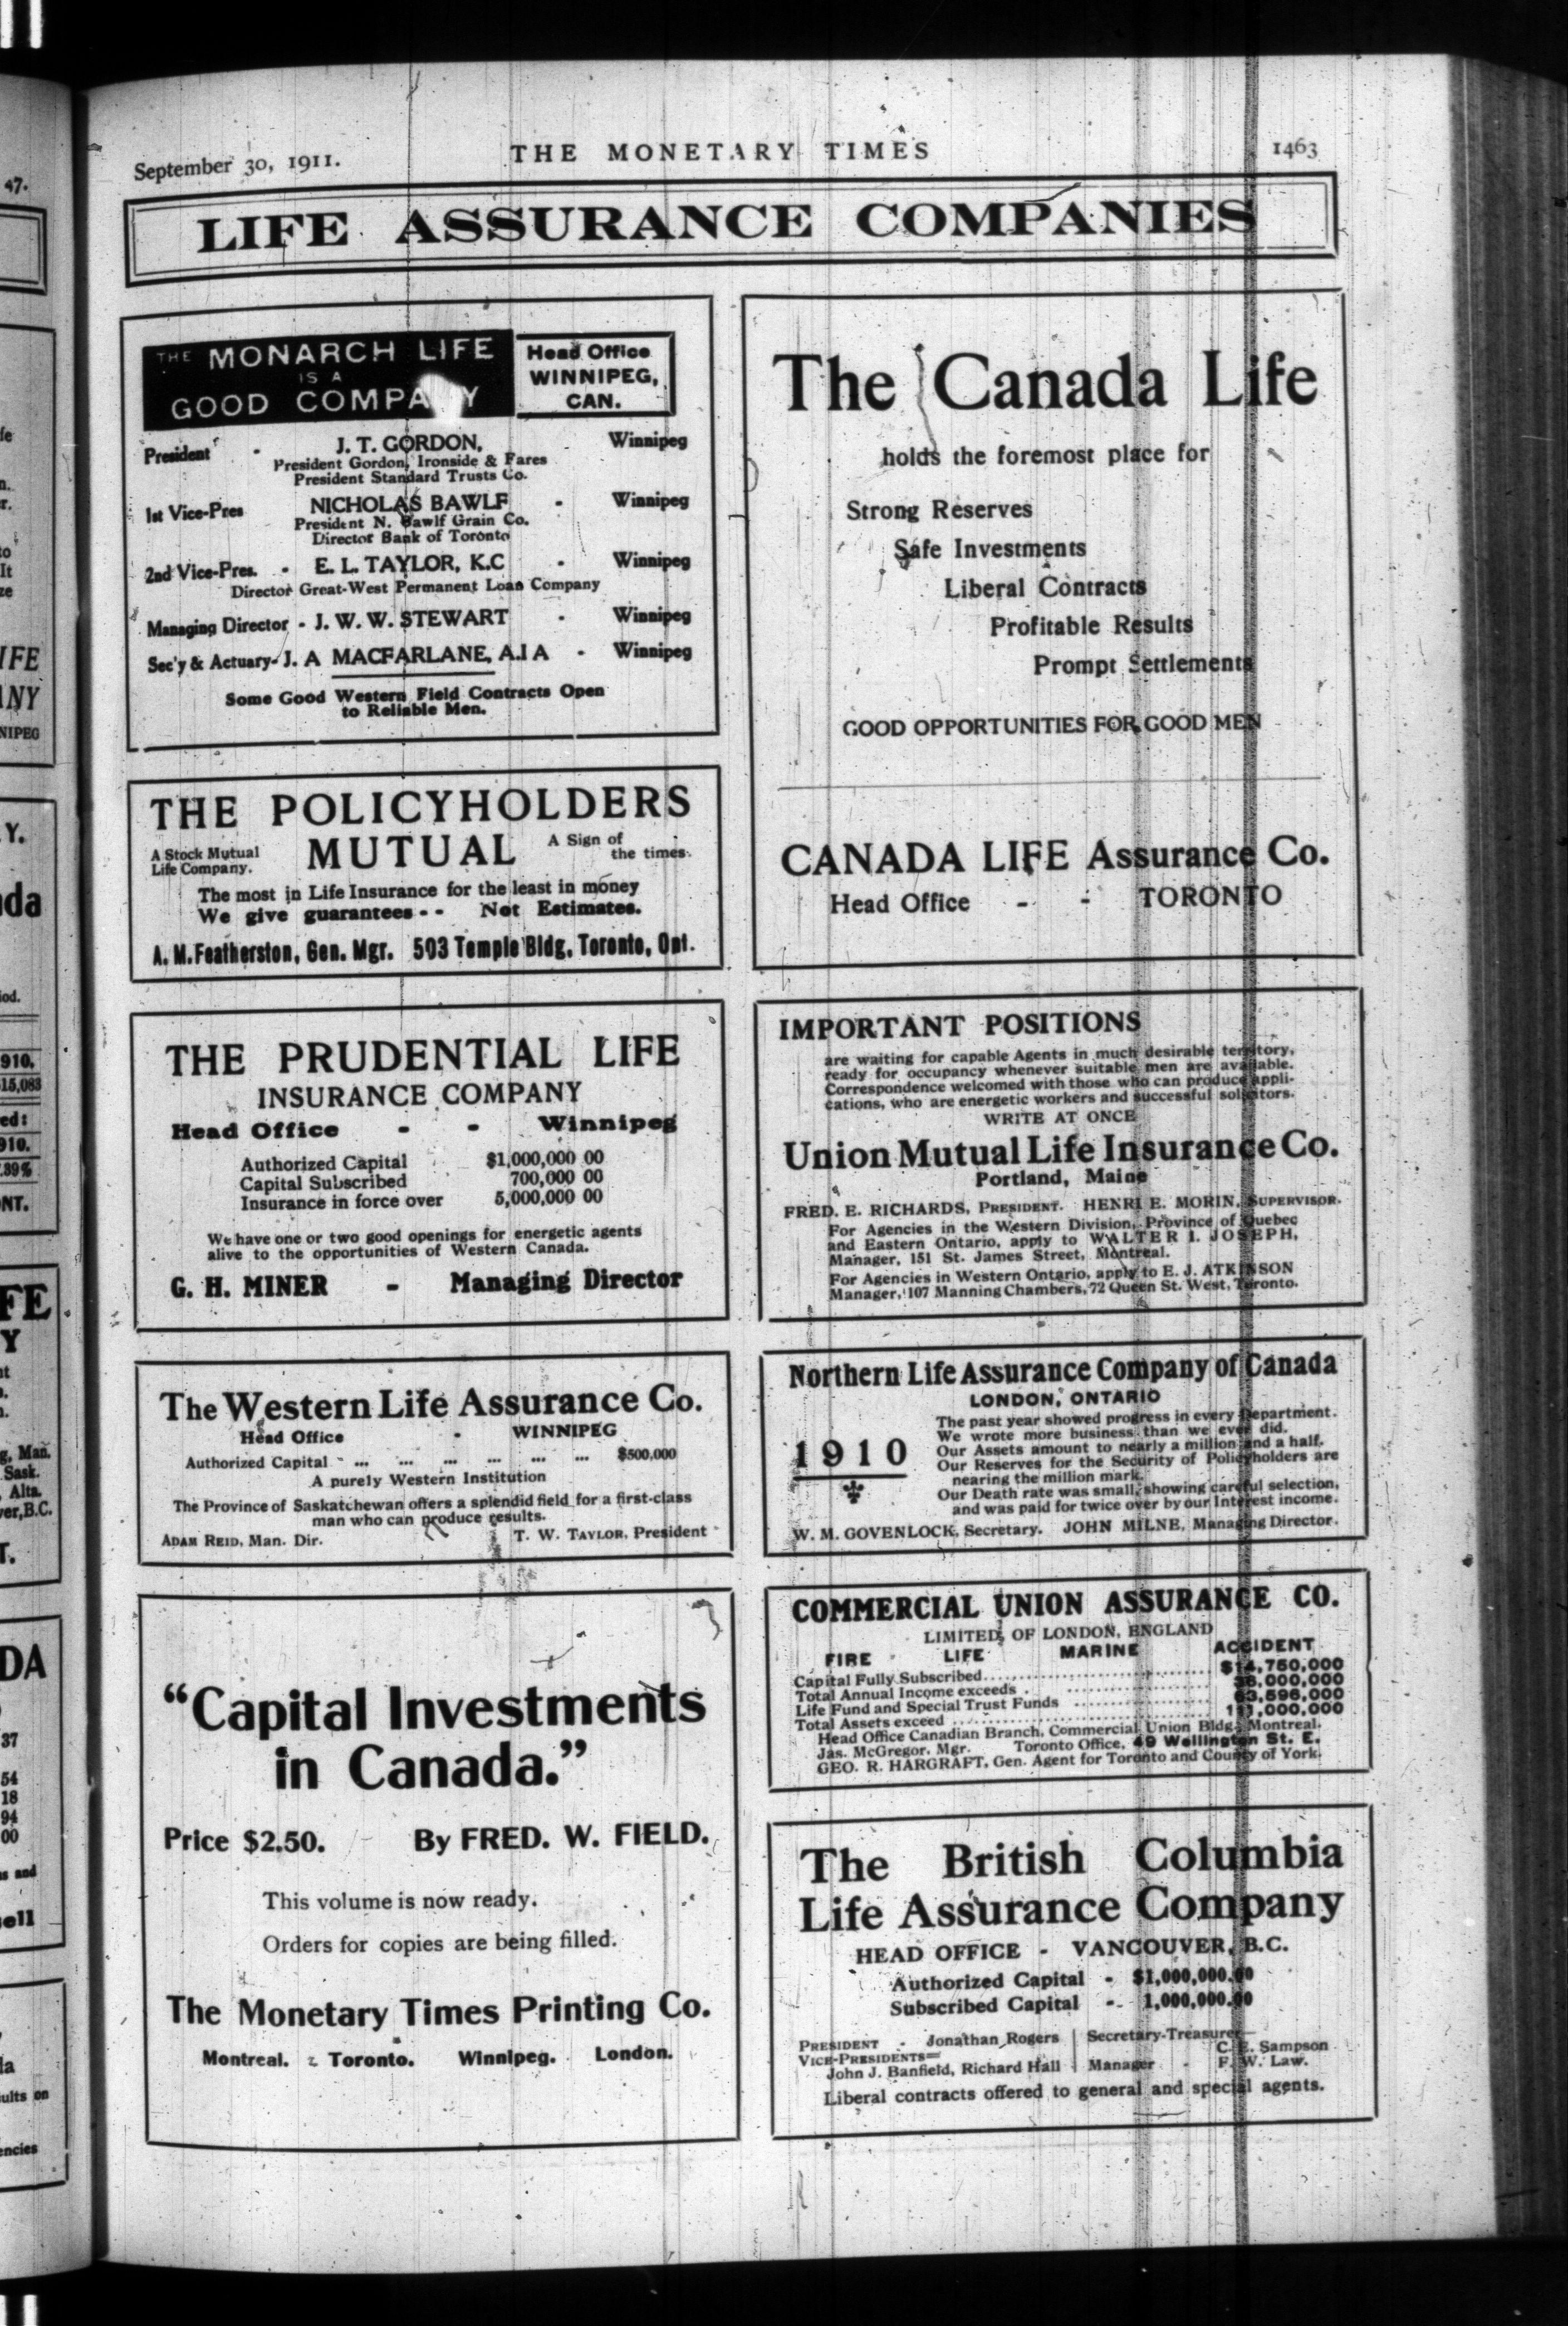 September 30, 1911.
THE MONETARY TIMES
1463
LIFE ASSURANCE COMPANIES
THE MONARCH LIFE
IS A
GOOD COMPANY
Head Office
WINNIPEG,
CAN.
President - J. T. GORDON, Winnipeg
President Gordon, Ironside & Fares
President Standard Trusts Co.
1st Vice-Pres NICHOLAS BAWLF - Winnipeg
President N. Bawlf Grain Co.
Director Bank of Toronto
2nd Vice-Pres. - E. L. TAYLOR, K.C - Winnipeg
Director Great-West Permanent Loan Company
Managing Director - J. W. W. STEWART - Winnipeg
Sec'y & Actuary- J. A MACFARLANE, A.I A - Winnipeg
Some Good Western Field Contracts Open
to Reliable Men.
THE POLICYHOLDERS
A Stock Mutual
Life Company.
MUTUAL
A Sign of
the times.
The most in Life Insurance for the least in money
We give guarantees - - Not Estimates.
A. M. Featherston, Gen. Mgr. 503 Temple Bldg, Toronto, Ont.
THE PRUDENTIAL LIFE
INSURANCE COMPANY
Head Office - - Winnipeg
Authorized Capital $1,000,000 00
Capital Subscribed 700,000 00
Insurance in force over 5,000,000 00
We have one or two good openings for energetic agents
alive to the opportunities of Western Canada.
G. H. MINER - Managing Director
The Western Life Assurance Co.
Head Office - WINNIPEG
Authorized Capital - ... ... ... ... ... ... $500,000
A purely Western Institution
The Province of Saskatchewan offers a splendid field for a first-class
man who can produce results.
ADAM REID, Man. Dir. T. W. TAYLOR, President
"Capital Investments
in Canada."
Price $2.50. By FRED. W. FIELD.
This volume is now ready.
Orders for copies are being filled.
The Monetary Times Printing Co.
Montreal. Toronto. Winnipeg. London.
The Canada Life
holds the foremost place for
Strong Reserves
Safe Investments
Liberal Contracts
Profitable Results
Prompt Settlements
GOOD OPPORTUNITIES FOR GOOD MEN
CANADA LIFE Assurance Co.
Head Office - - TORONTO
IMPORTANT POSITIONS
are waiting for capable Agents in much desirable territory,
ready for occupancy whenever suitable men are available.
Correspondence welcomed with those who can produce appli-
cations, who are energetic workers and successful solicitors.
WRITE AT ONCE
Union Mutual Life Insurance Co.
Portland, Maine
FRED. E. RICHARDS, PRESIDENT. HENRI E. MORIN, SUPERVISOR.
For Agencies in the Western Division, Province of Quebec
and Eastern Ontario, apply to WALTER I. JOSEPH,
Manager, 151 St. James Street, Montreal.
For Agencies in Western Ontario, apply to E. J. ATKINSON
Manager, 107 Manning Chambers, 72 Queen St. West, Toronto.
Northern Life Assurance Company of Canada
LONDON, ONTARIO
1910
The past year showed progress in every Department.
We wrote more business than we ever did.
Our Assets amount to nearly a million and a half.
Our Reserves for the Security of Policyholders are
nearing the million mark.
Our Death rate was small, showing careful selection,
and was paid for twice over by our Interest income.
W. M. GOVENLOCK, Secretary. JOHN MILNE, Managing Director.
COMMERCIAL UNION ASSURANCE CO.
LIMITED, OF LONDON, ENGLAND
FIRE LIFE MARINE ACCIDENT
Capital Fully Subscribed.......... $14,750,000
Total Annual Income exceeds .......... ,000,000
Life Fund and Special Trust Funds .......... 63,596,000
Total Assets exceed .......... 111,000,000
Head Office Canadian Branch, Commercial Union Bldg. Montreal.
Jas. McGregor, Mgr. Toronto Office, 49 Wellington St. E.
GEO. R. HARGRAFT, Gen. Agent for Toronto and County of York.
The British Columbia
Life Assurance Company
HEAD OFFICE - VANCOUVER, B.C.
Authorized Capital - $1,000,000.00
Subscribed Capital - 1,000,000.00
PRESIDENT - Jonathan Rogers
VICE-PRESIDENTS=
John J. Banfield, Richard Hall
Secretary-Treasurer—
C. E. Sampson
Manager - F. W. Law.
Liberal contracts offered to general and special agents.